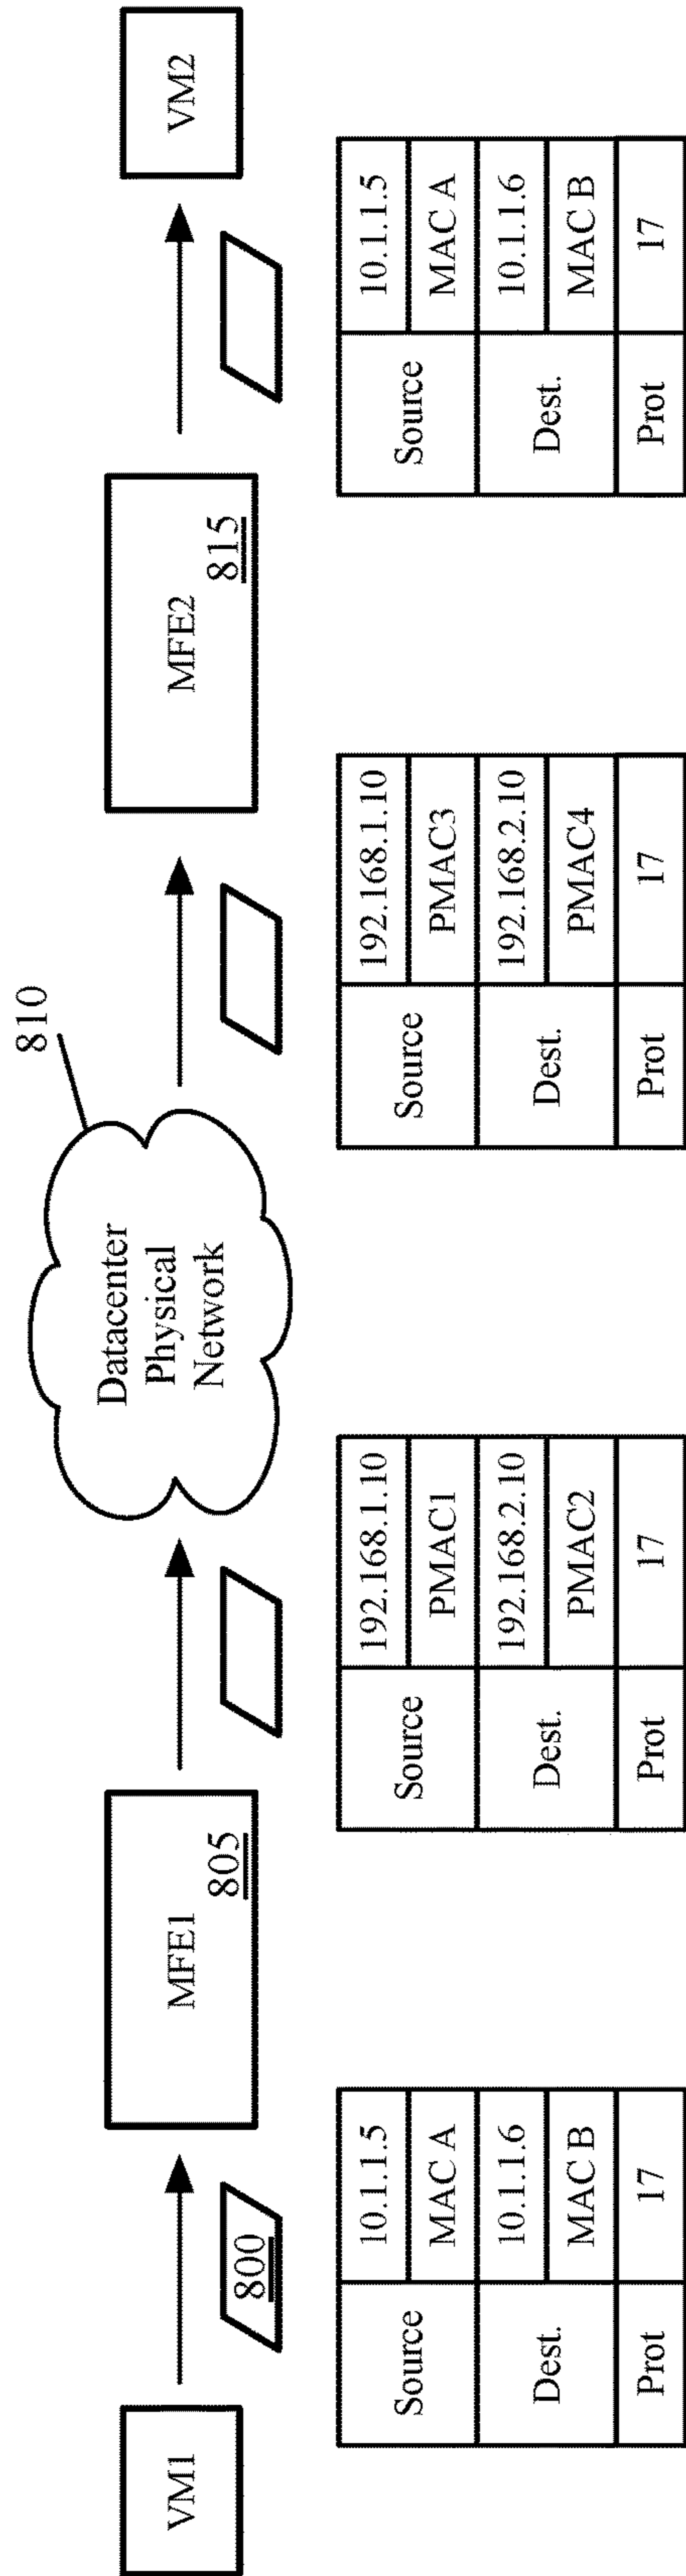 VM1
800
MFE1
805
Datacenter
Physical
Network
810
MFE2
815
VM2
Source 10.1.1.5
MAC A
Dest. 10.1.1.6
MAC B
Prot 17
Source 192.168.1.10
PMAC1
Dest. 192.168.2.10
PMAC2
Prot 17
Source 192.168.1.10
PMAC3
Dest. 192.168.2.10
PMAC4
Prot 17
Source 10.1.1.5
MAC A
Dest. 10.1.1.6
MAC B
Prot 17